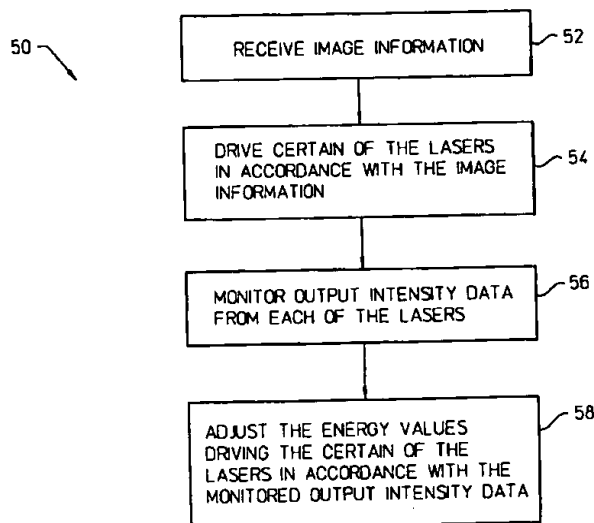 50
RECEIVE IMAGE INFORMATION
52
DRIVE CERTAIN OF THE LASERS
IN ACCORDANCE WITH THE IMAGE
INFORMATION
54
MONITOR OUTPUT INTENSITY DATA
FROM EACH OF THE LASERS
56
ADJUST THE ENERGY VALUES
DRIVING THE CERTAIN OF THE
LASERS IN ACCORDANCE WITH THE
MONITORED OUTPUT INTENSITY DATA
58